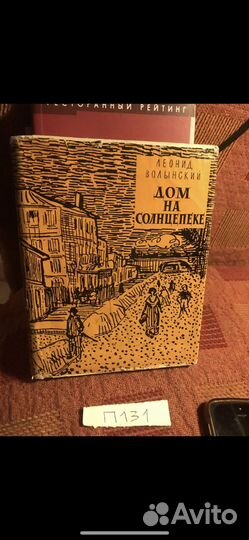 РЕСТОРАННЫЙ РЕЙТИНГ
ЛЕОНИД
ВОЛЫНСКИЙ
ДОМ
НА
СОЛНЦЕПЕКЕ
П131
Avito